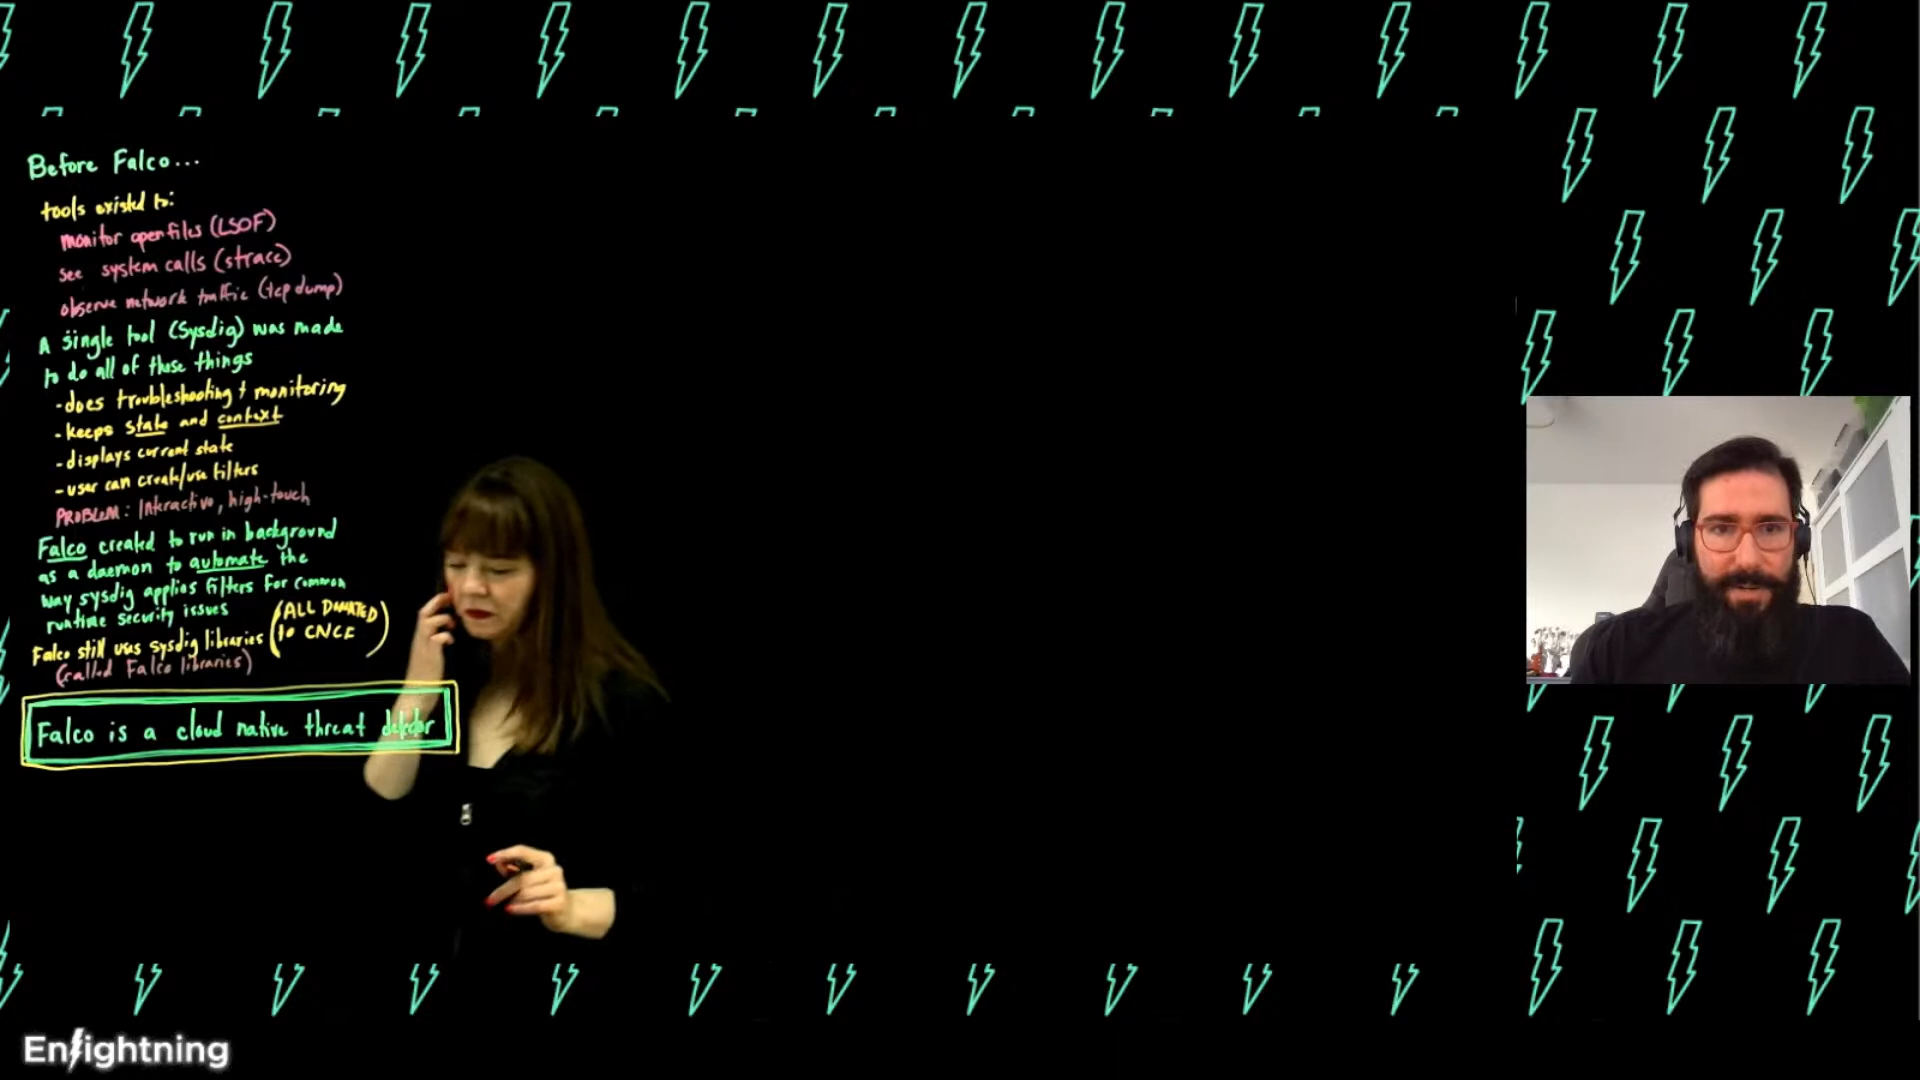 Before Falco...
tools existed to:
monitor open files (LSOF)
see system calls (strace)
observe network traffic (tcp dump)
A single tool (Sysdig) was made
to do all of these things
- does troubleshooting + monitoring
- keeps state and context
- displays current state
- user can create/use filters
PROBLEM: Interactive, high-touch
Falco created to run in background
as a daemon to automate the
way sysdig applies filters for common
runtime security issues
Falco still uses sysdig libraries (ALL DONATED
to CNCF)
(called Falco libraries)
Falco is a cloud native threat detector
Enlightning